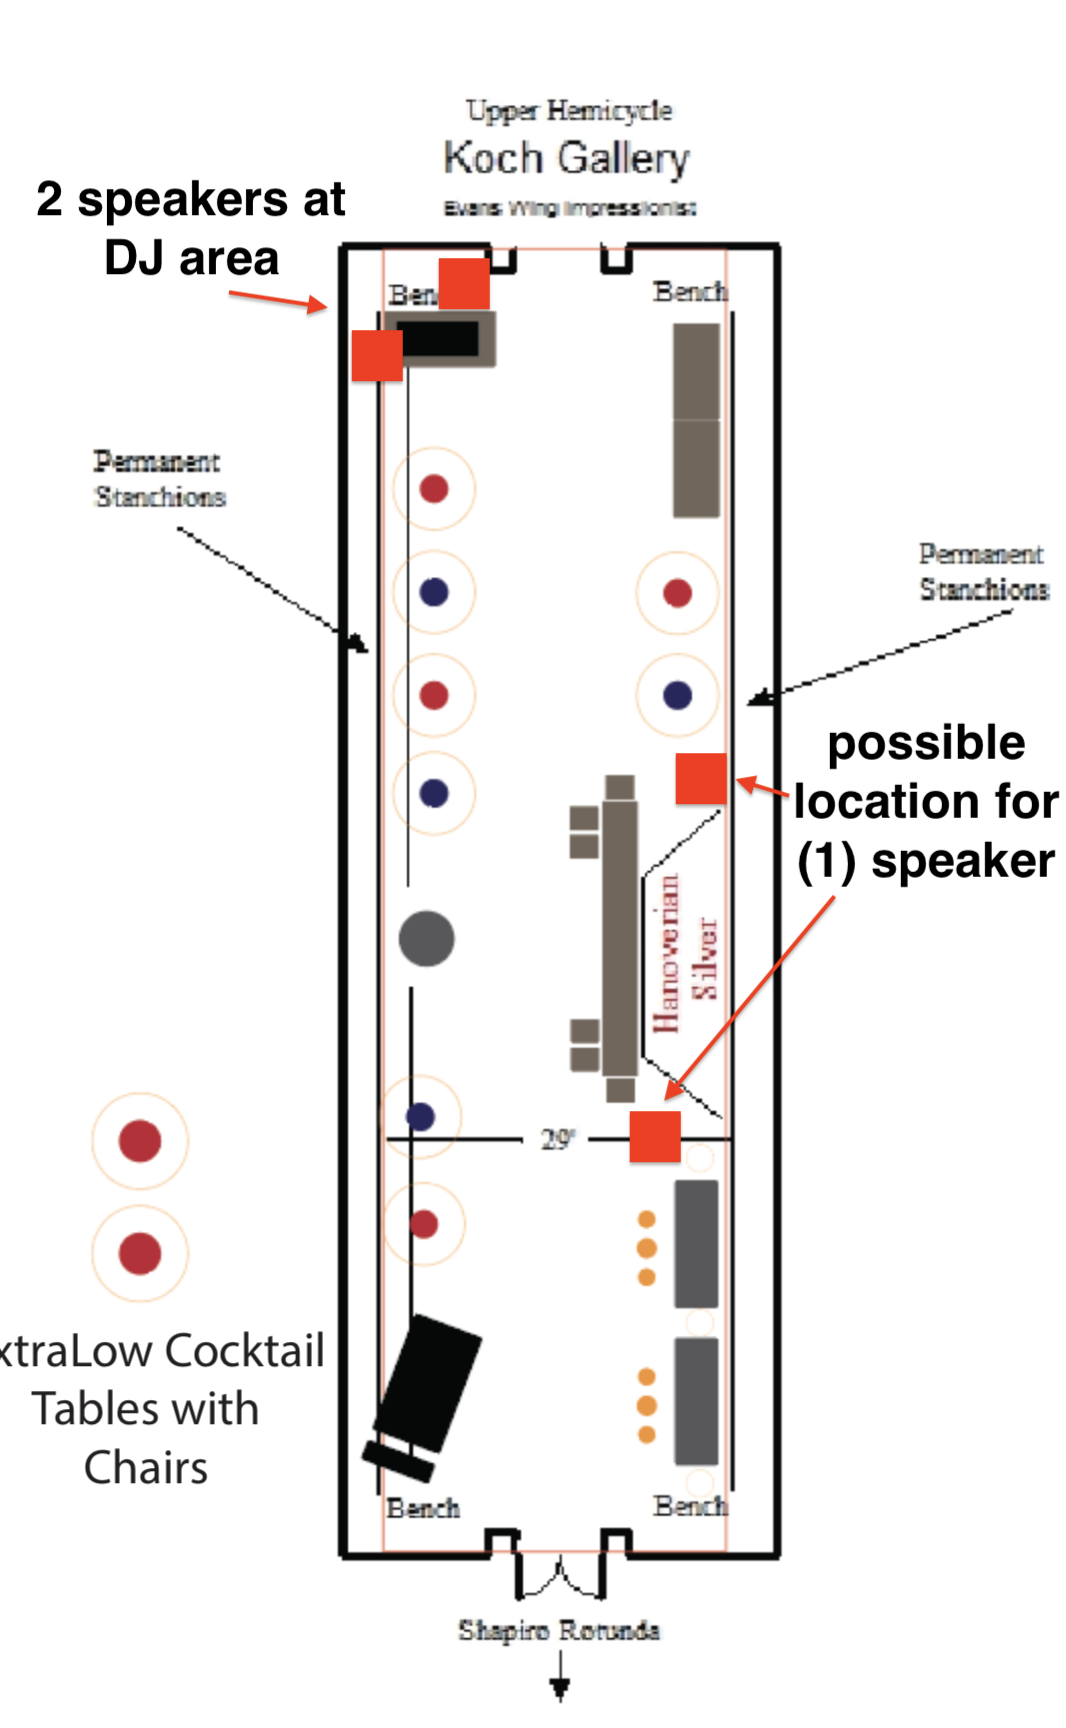 Upper Hemicycle
Koch Gallery
Evans Wing Impressionist
2 speakers at
DJ area
Ben
Bench
Permanent
Stanchions
Permanent
Stanchions
possible
location for
(1) speaker
Hanoverian
Silver
29'
xtraLow Cocktail
Tables with
Chairs
Bench
Bench
Shapiro Rotunda